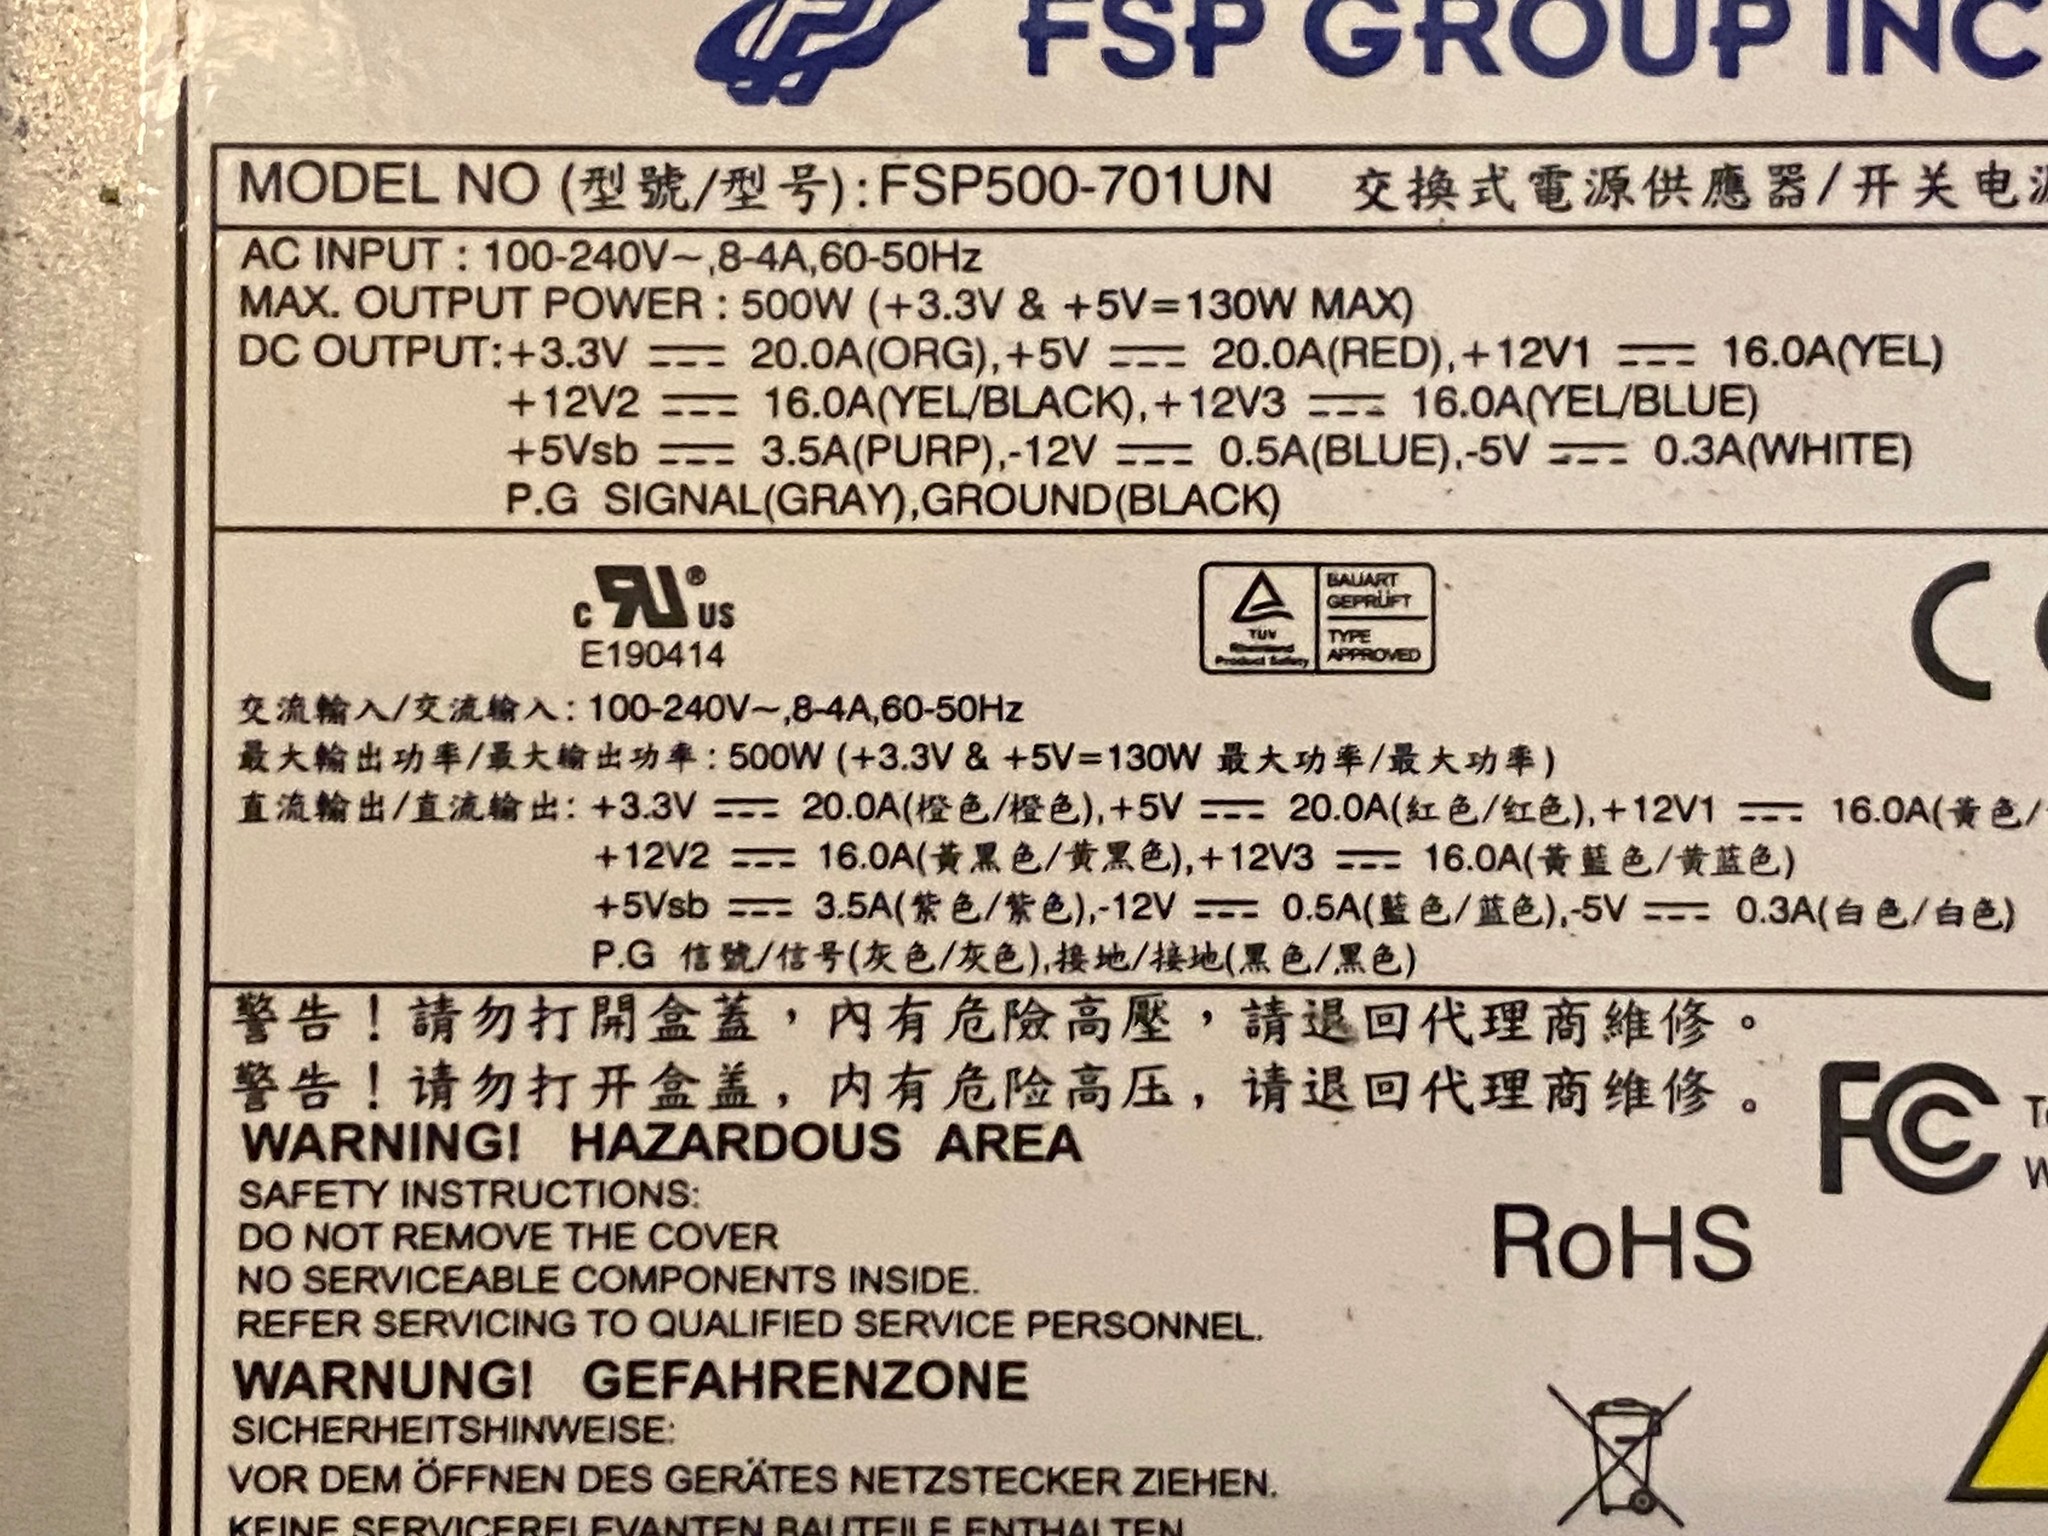 FSP GROUP INC
MODEL NO (型號/型号):FSP500-701UN 交換式電源供應器/开关电源
AC INPUT : 100-240V~,8-4A,60-50Hz
MAX. OUTPUT POWER : 500W (+3.3V & +5V=130W MAX)
DC OUTPUT:+3.3V ⎓ 20.0A(ORG),+5V ⎓ 20.0A(RED),+12V1 ⎓ 16.0A(YEL)
+12V2 ⎓ 16.0A(YEL/BLACK),+12V3 ⎓ 16.0A(YEL/BLUE)
+5Vsb ⎓ 3.5A(PURP),-12V ⎓ 0.5A(BLUE),-5V ⎓ 0.3A(WHITE)
P.G SIGNAL(GRAY),GROUND(BLACK)
c RU ® US
E190414
BAUART
GEPRÜFT
TÜV
Rheinland
Product Safety
TYPE
APPROVED
C
交流輸入/交流输入: 100-240V~,8-4A,60-50Hz
最大輸出功率/最大输出功率: 500W (+3.3V & +5V=130W 最大功率/最大功率)
直流輸出/直流输出: +3.3V ⎓ 20.0A(橙色/橙色),+5V ⎓ 20.0A(紅色/红色),+12V1 ⎓ 16.0A(黃色/
+12V2 ⎓ 16.0A(黃黑色/黄黑色),+12V3 ⎓ 16.0A(黃藍色/黄蓝色)
+5Vsb ⎓ 3.5A(紫色/紫色),-12V ⎓ 0.5A(藍色/蓝色),-5V ⎓ 0.3A(白色/白色)
P.G 信號/信号(灰色/灰色),接地/接地(黑色/黑色)
警告！請勿打開盒蓋，內有危險高壓，請退回代理商維修。
警告！请勿打开盒盖，内有危险高压，请退回代理商维修。
FC
WARNING! HAZARDOUS AREA
SAFETY INSTRUCTIONS:
DO NOT REMOVE THE COVER
NO SERVICEABLE COMPONENTS INSIDE.
REFER SERVICING TO QUALIFIED SERVICE PERSONNEL.
RoHS
WARNUNG! GEFAHRENZONE
SICHERHEITSHINWEISE:
VOR DEM ÖFFNEN DES GERÄTES NETZSTECKER ZIEHEN.
KEINE SERVICERELEVANTEN BAUTEILE ENTHALTEN